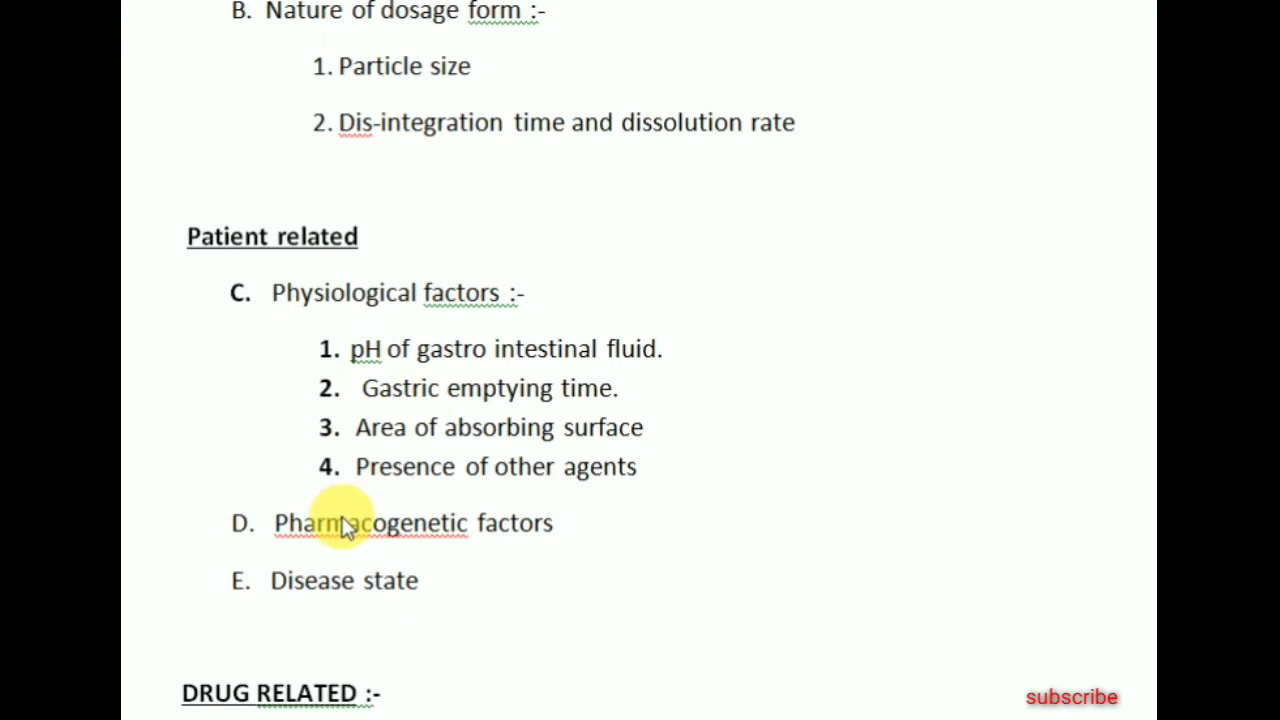 B. Nature of dosage form :-
1. Particle size
2. Dis-integration time and dissolution rate
Patient related
C. Physiological factors :-
1. pH of gastro intestinal fluid.
2. Gastric emptying time.
3. Area of absorbing surface
4. Presence of other agents
D. Pharmacogenetic factors
E. Disease state
DRUG RELATED :-
subscribe